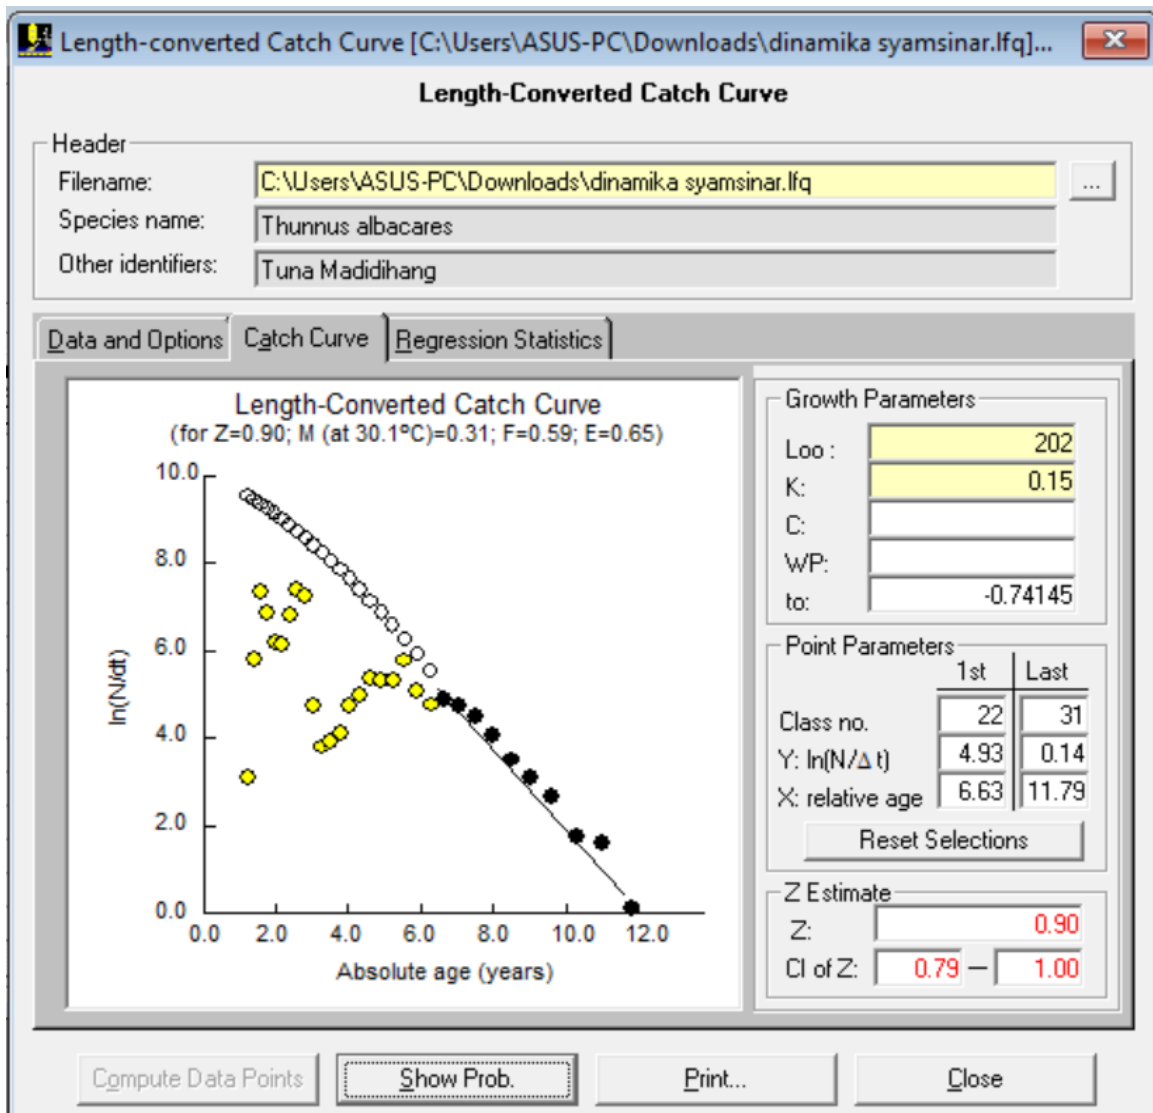 Length-converted Catch Curve [C:\Users\ASUS-PC\Downloads\dinamika syamsinar.lfq]...
Length-Converted Catch Curve
Header
Filename: C:\Users\ASUS-PC\Downloads\dinamika syamsinar.lfq ...
Species name: Thunnus albacares
Other identifiers: Tuna Madidihang
Data and Options Catch Curve Regression Statistics
Length-Converted Catch Curve
(for Z=0.90; M (at 30.1ºC)=0.31; F=0.59; E=0.65)
10.0
8.0
6.0
4.0
2.0
0.0
ln(N/dt)
0.0 2.0 4.0 6.0 8.0 10.0 12.0
Absolute age (years)
Growth Parameters
Loo : 202
K: 0.15
C:
WP:
to: -0.74145
Point Parameters
1st Last
Class no. 22 31
Y: ln(N/Δ t) 4.93 0.14
X: relative age 6.63 11.79
Reset Selections
Z Estimate
Z: 0.90
CI of Z: 0.79 — 1.00
Compute Data Points Show Prob. Print... Close